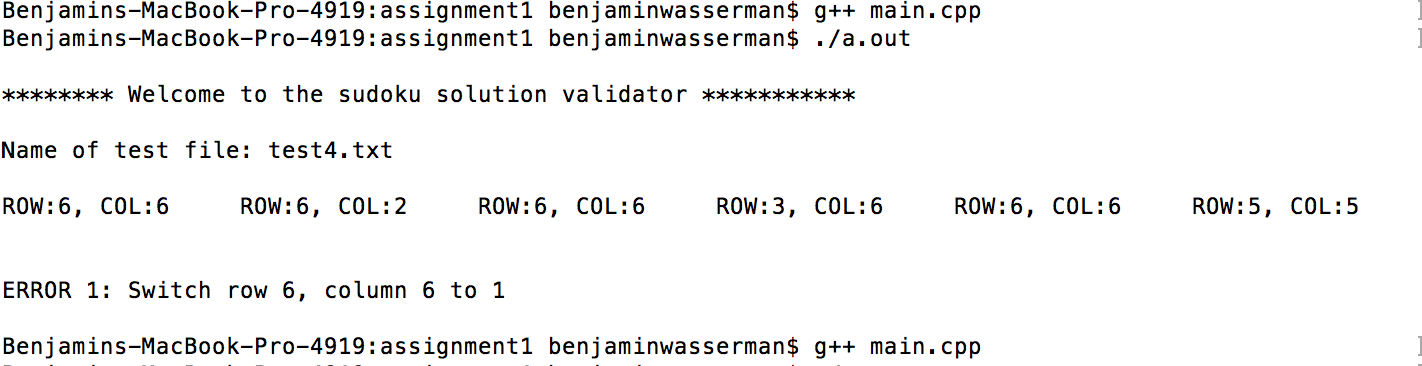 Benjamins-MacBook-Pro-4919:assignment1 benjaminwasserman$ g++ main.cpp ]
Benjamins-MacBook-Pro-4919:assignment1 benjaminwasserman$ ./a.out ]
******** Welcome to the sudoku solution validator ***********
Name of test file: test4.txt
ROW:6, COL:6 ROW:6, COL:2 ROW:6, COL:6 ROW:3, COL:6 ROW:6, COL:6 ROW:5, COL:5
ERROR 1: Switch row 6, column 6 to 1
Benjamins-MacBook-Pro-4919:assignment1 benjaminwasserman$ g++ main.cpp ]